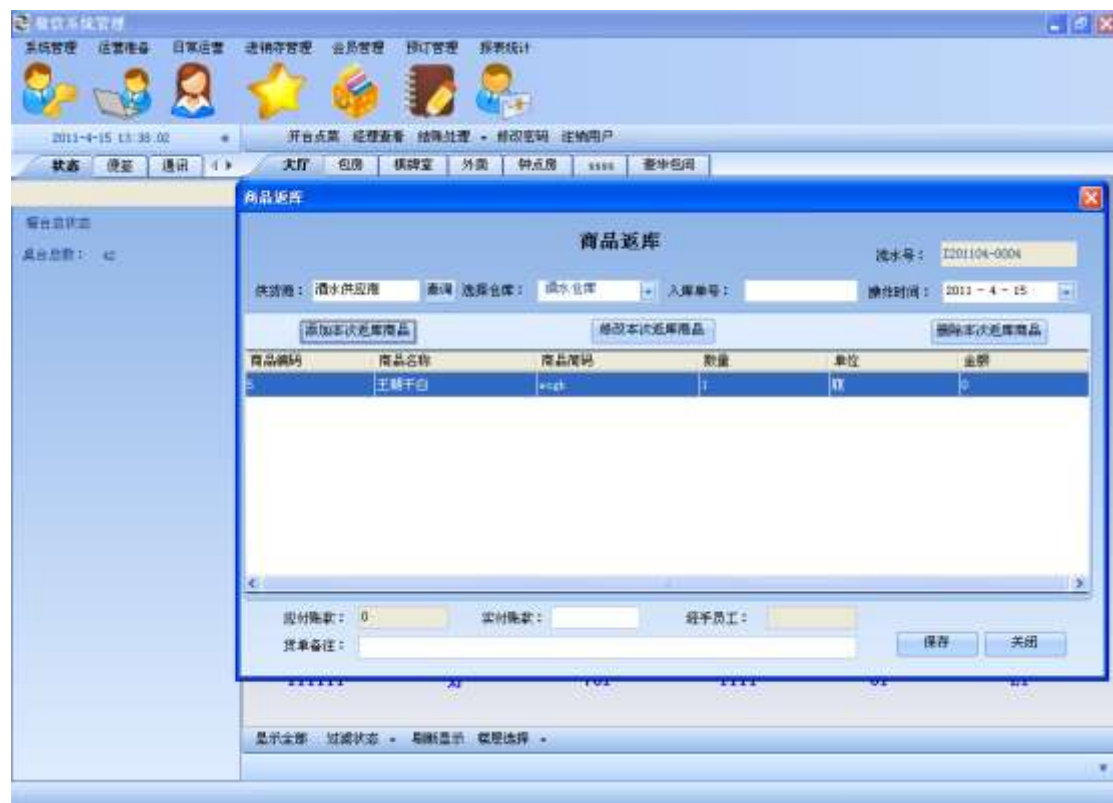 餐饮系统管理
系统管理 运营准备 日常运营 进销存管理 会员管理 预订管理 报表统计
2011-4-15 13:38:02 开台点菜 经理查看 结账处理 修改密码 注销用户
状态 便签 通讯 大厅 包房 棋牌室 外卖 钟点房 ssss 豪华包间
商品返库
餐台总状态
桌台总数： 42
商品返库
流水号： I201104-0004
供货商： 酒水供应商 查询 选择仓库： 酒水仓库 入库单号： 操作时间： 2011 - 4 - 15
添加本次返库商品 修改本次返库商品 删除本次返库商品
商品编码 商品名称 商品简码 数量 单位 金额
5 王朝干白 1 瓶 0
应付账款： 0 实付账款： 经手员工：
货单备注： 保存 关闭
显示全部 过滤状态 刷新显示 楼层选择